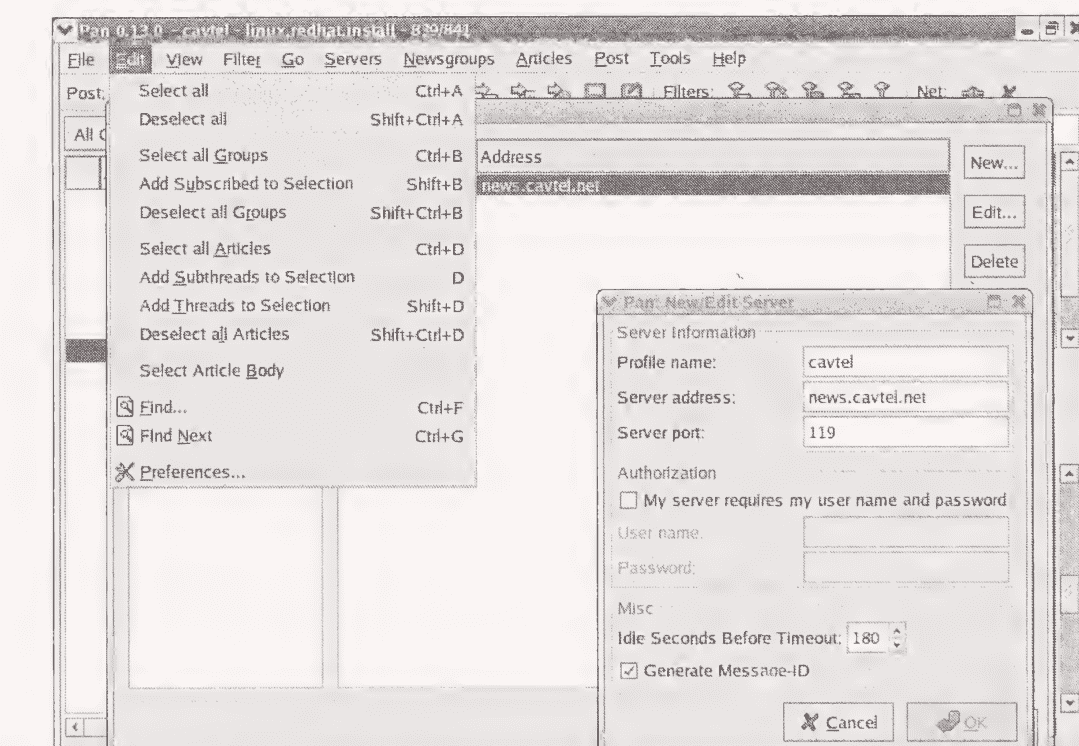 Pan 0.13.0 - cavtel - linux.redhat.install - 839/841
File Edit View Filter Go Servers Newsgroups Articles Post Tools Help
Post, Filters: Net:
All
Select all Ctrl+A
Deselect all Shift+Ctrl+A
Select all Groups Ctrl+B
Add Subscribed to Selection Shift+B
Deselect all Groups Shift+Ctrl+B
Select all Articles Ctrl+D
Add Subthreads to Selection D
Add Threads to Selection Shift+D
Deselect all Articles Shift+Ctrl+D
Select Article Body
Find... Ctrl+F
Find Next Ctrl+G
Preferences...
Address
news.cavtel.net
New...
Edit...
Delete
Pan: New/Edit Server
Server Information
Profile name: cavtel
Server address: news.cavtel.net
Server port: 119
Authorization
My server requires my user name and password
User name:
Password:
Misc
Idle Seconds Before Timeout: 180
Generate Message-ID
Cancel OK